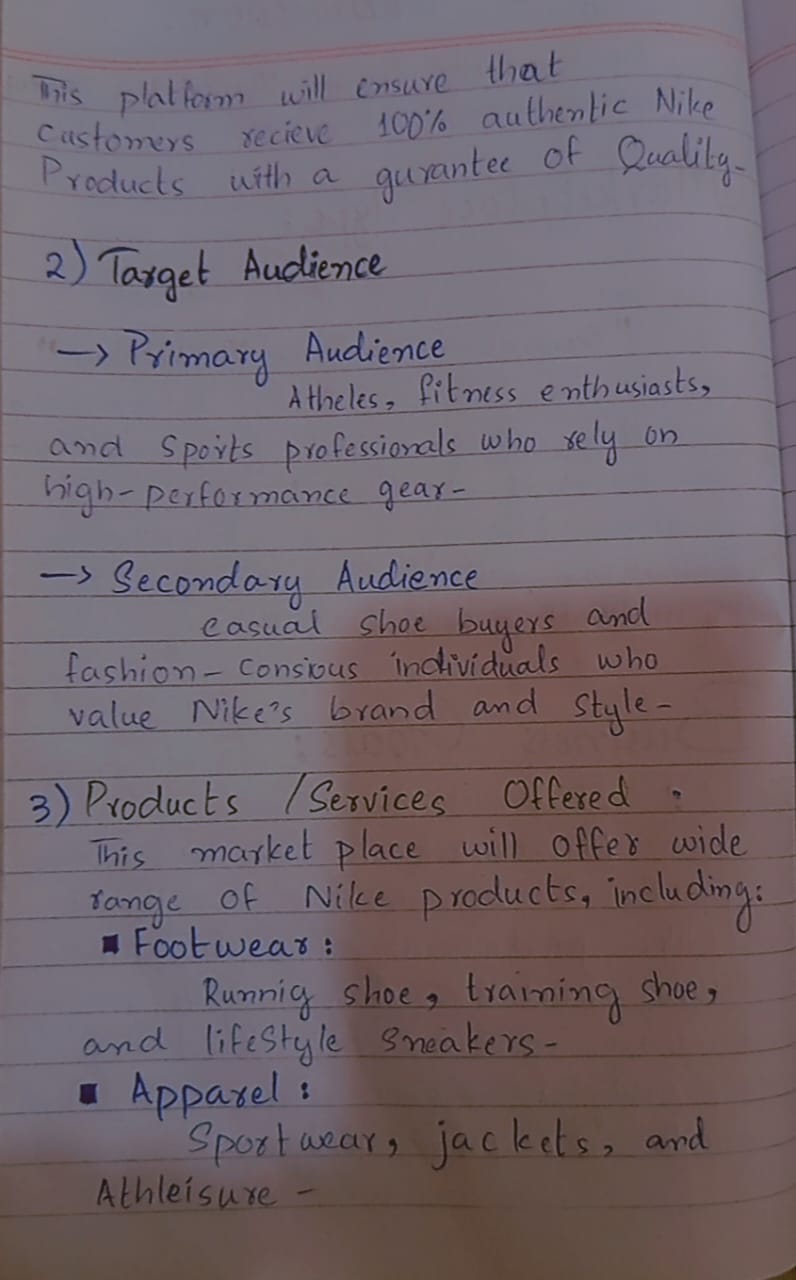 This platform will ensure that
Customers recieve 100% authentic Nike
Products with a gurantee of Quality-
2) Target Audience
→ Primary Audience
Atheles, fitness enthusiasts,
and Sports professionals who rely on
high-performance gear-
→ Secondary Audience
casual shoe buyers and
fashion-consious individuals who
value Nike's brand and Style-
3) Products /Services Offered :
This market place will offer wide
range of Nike products, including:
▪ Footwear :
Runnig shoe, training shoe,
and lifestyle sneakers-
▪ Apparel :
Sportwear, jackets, and
Athleisure -